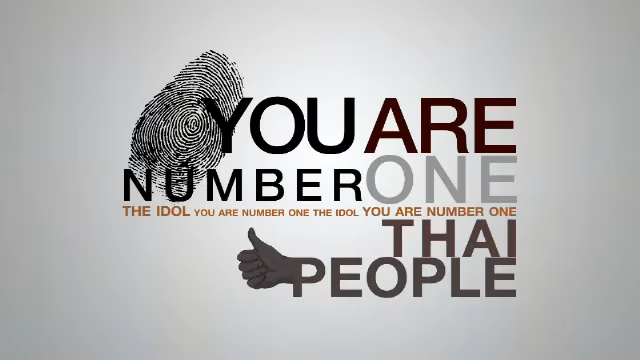 YOU ARE
NUMBER ONE
THE IDOL YOU ARE NUMBER ONE THE IDOL YOU ARE NUMBER ONE
THAI
PEOPLE